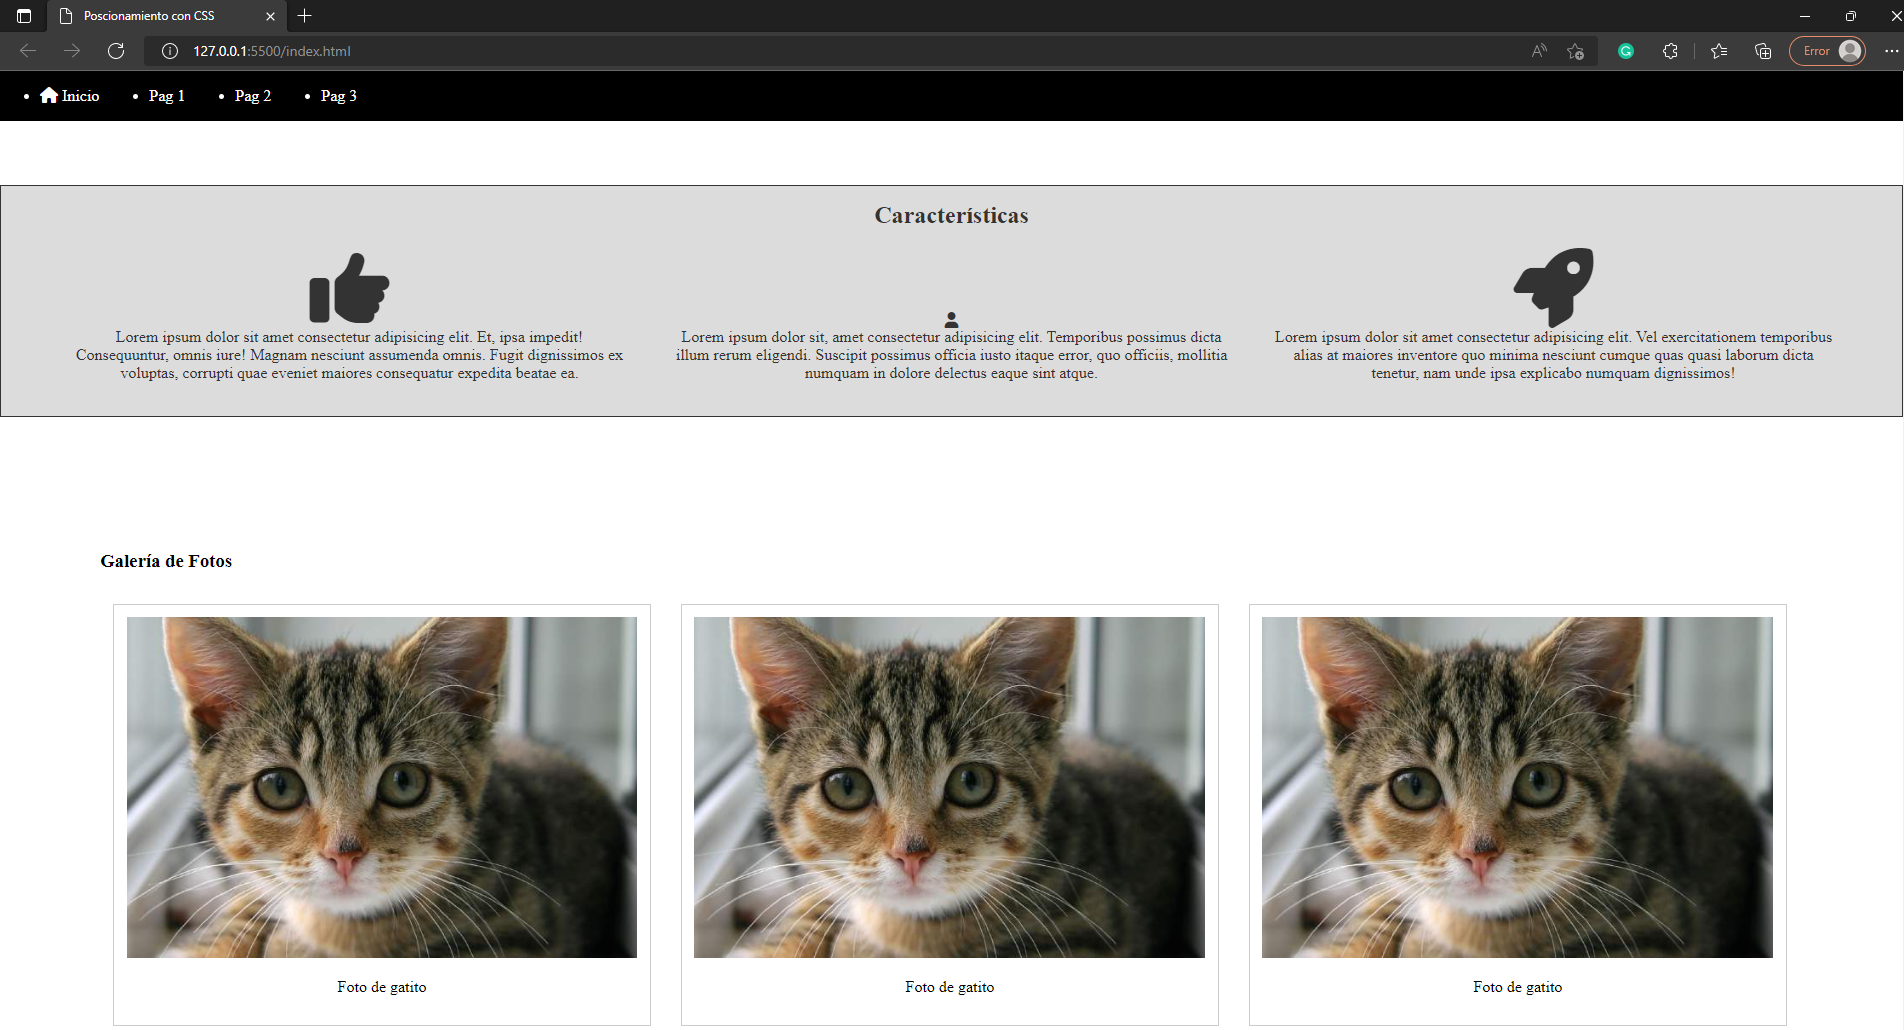 Poscionamiento con CSS
127.0.0.1:5500/index.html
Error
Inicio
Pag 1
Pag 2
Pag 3
Características
Lorem ipsum dolor sit amet consectetur adipisicing elit. Et, ipsa impedit!
Consequuntur, omnis iure! Magnam nesciunt assumenda omnis. Fugit dignissimos ex
voluptas, corrupti quae eveniet maiores consequatur expedita beatae ea.
Lorem ipsum dolor sit, amet consectetur adipisicing elit. Temporibus possimus dicta
illum rerum eligendi. Suscipit possimus officia iusto itaque error, quo officiis, mollitia
numquam in dolore delectus eaque sint atque.
Lorem ipsum dolor sit amet consectetur adipisicing elit. Vel exercitationem temporibus
alias at maiores inventore quo minima nesciunt cumque quas quasi laborum dicta
tenetur, nam unde ipsa explicabo numquam dignissimos!
Galería de Fotos
Foto de gatito
Foto de gatito
Foto de gatito